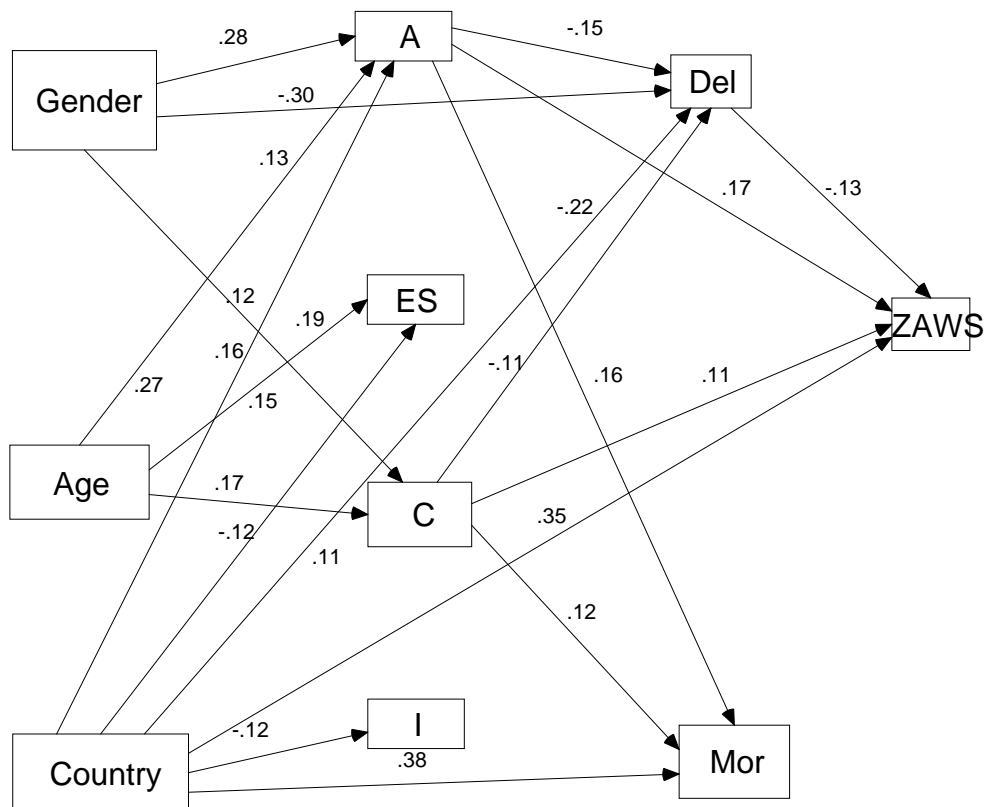 A
.28
-.15
Del
Gender
-.30
.13
.17
-.13
-.22
ES
.12
.19
ZAWS
.16
-.11
.16
.11
.27
.15
Age
.17
C
.35
-.12
.11
.12
I
-.12
.38
Mor
Country